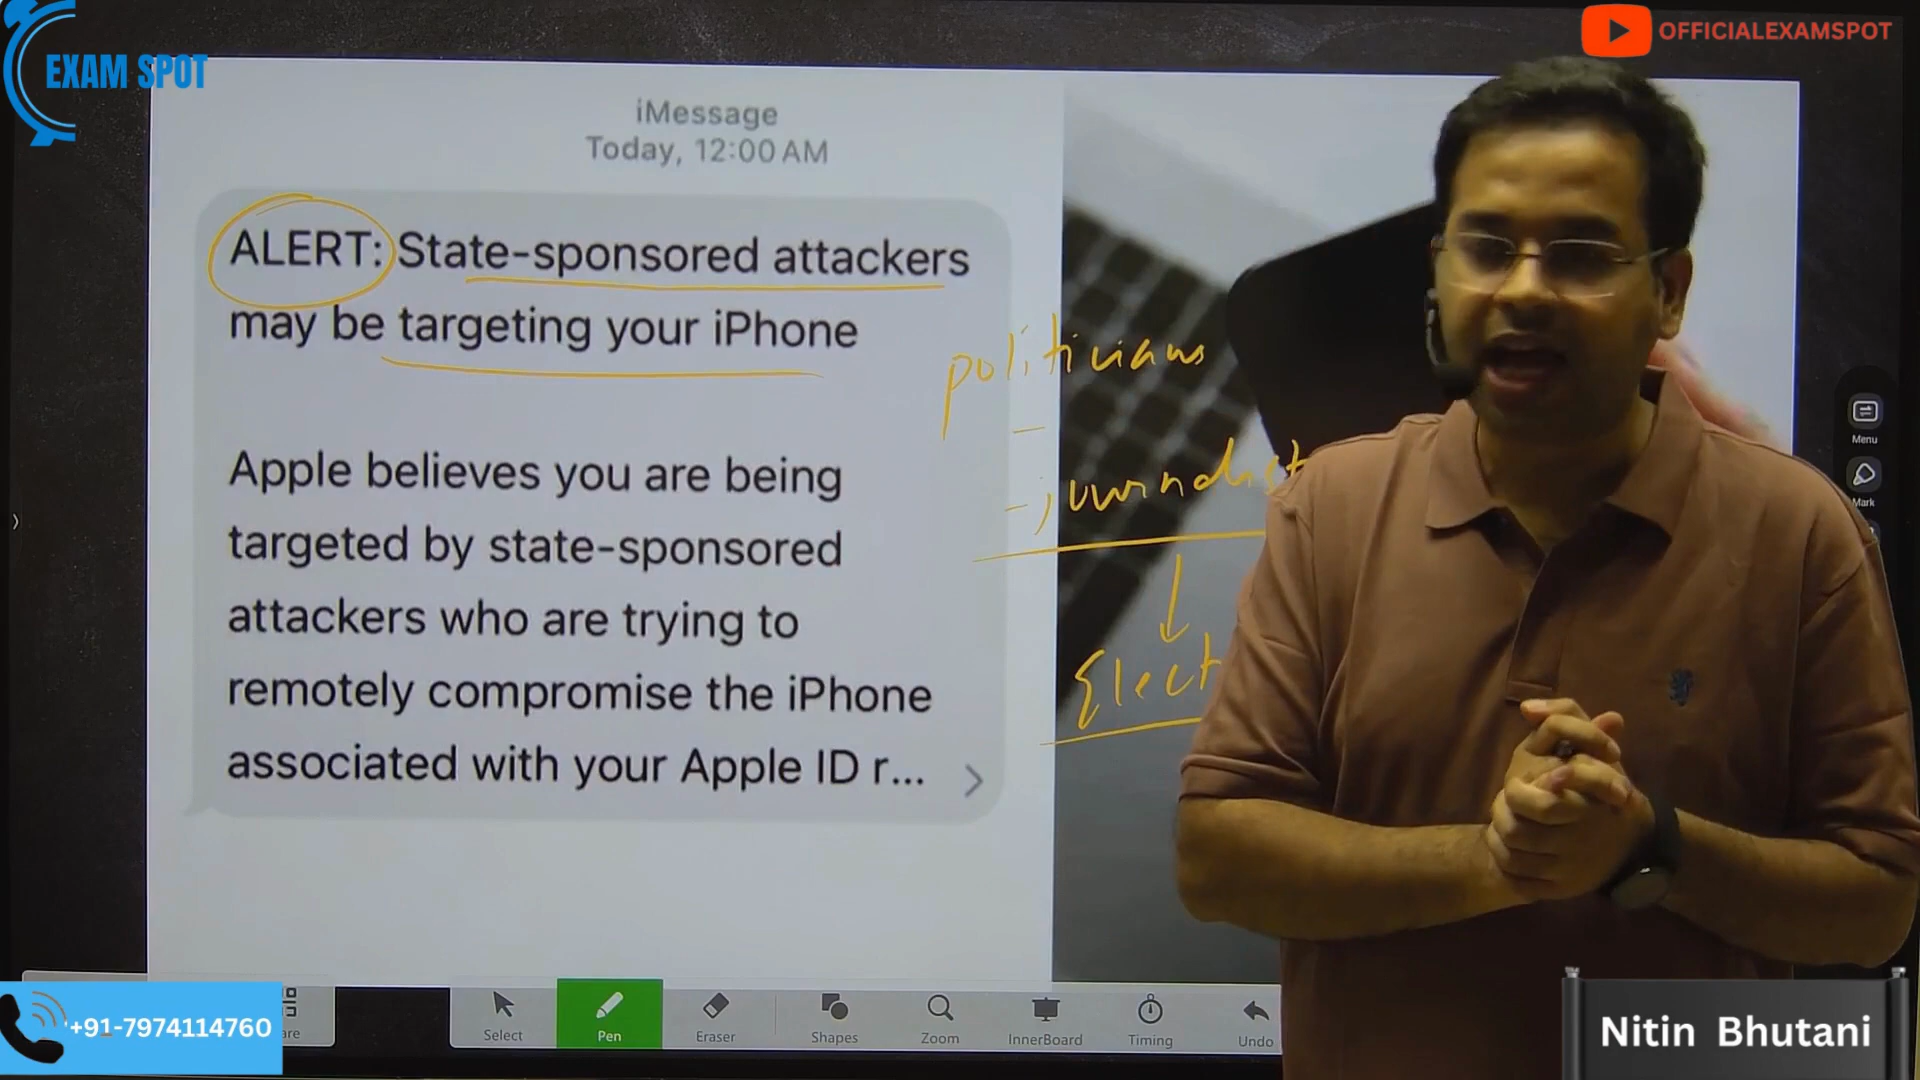 EXAM SPOT
OFFICIALEXAMSPOT
iMessage
Today, 12:00 AM
ALERT: State-sponsored attackers
may be targeting your iPhone
Apple believes you are being
targeted by state-sponsored
attackers who are trying to
remotely compromise the iPhone
associated with your Apple ID r...
politicians
- journalist
Elect
Menu
Mark
+91-7974114760
Select
Pen
Eraser
Shapes
Zoom
InnerBoard
Timing
Undo
Nitin Bhutani